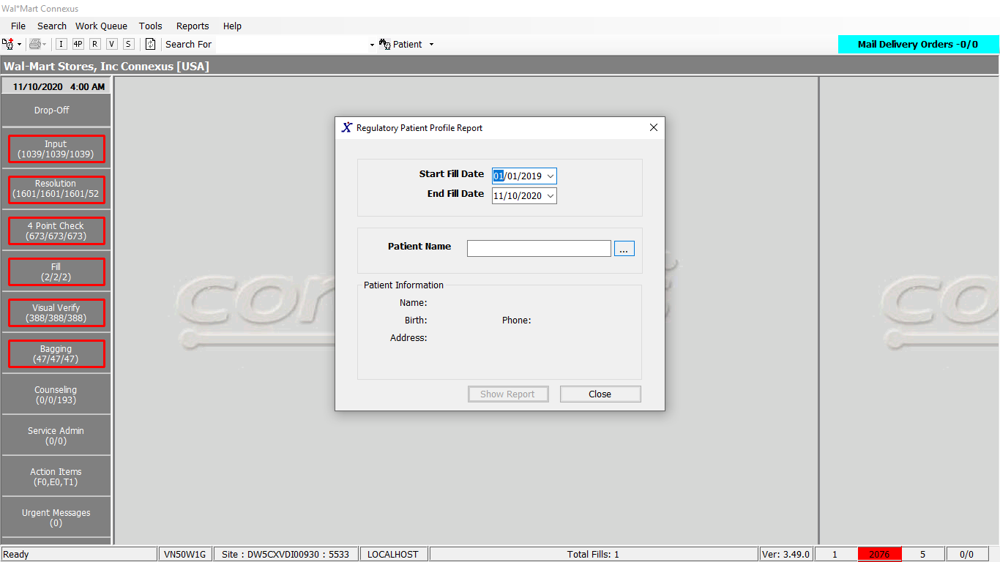 Wal*Mart Connexus
File Search Work Queue Tools Reports Help
I 4P R V S Search For Patient Mail Delivery Orders -0/0
Wal-Mart Stores, Inc Connexus [USA]
11/10/2020 4:00 AM
Drop-Off
Input
(1039/1039/1039)
Resolution
(1601/1601/1601/52
4 Point Check
(673/673/673)
Fill
(2/2/2)
Visual Verify
(388/388/388)
Bagging
(47/47/47)
Counseling
(0/0/193)
Service Admin
(0/0)
Action Items
(F0,E0,T1)
Urgent Messages
(0)
Regulatory Patient Profile Report
Start Fill Date 01/01/2019
End Fill Date 11/10/2020
Patient Name ...
Patient Information
Name:
Birth: Phone:
Address:
Show Report Close
con
co
Ready VN50W1G Site : DW5CXVDI00930 : 5533 LOCALHOST Total Fills: 1 Ver: 3.49.0 1 2076 5 0/0